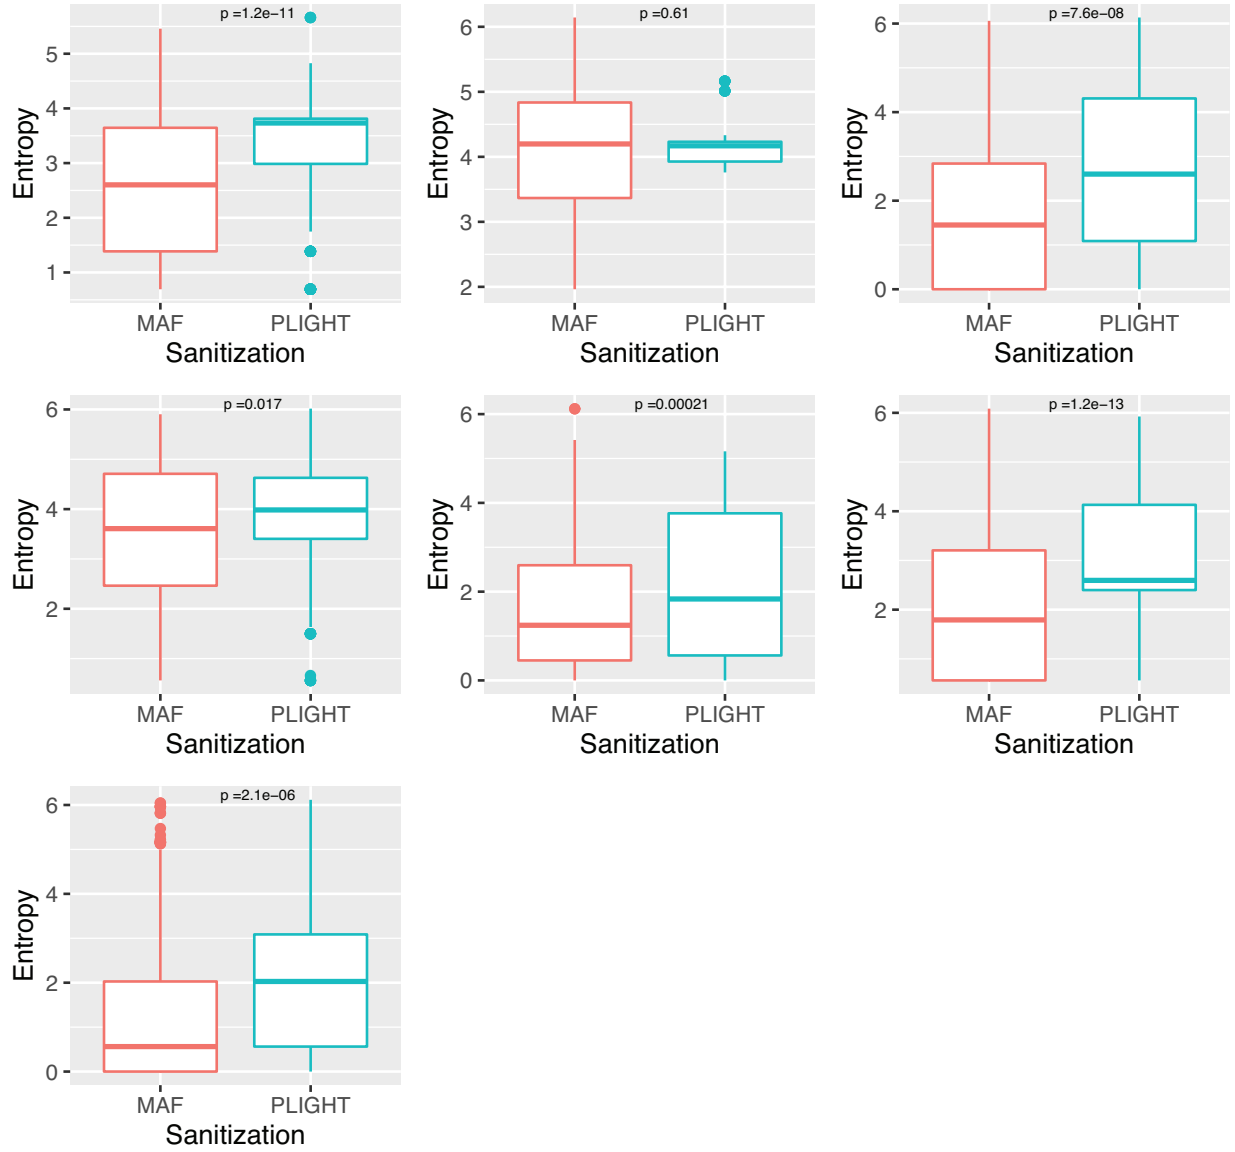 p =1.2e−11
5
4
3
2
1
Entropy
MAF PLIGHT
Sanitization
p =0.61
6
5
4
3
2
Entropy
MAF PLIGHT
Sanitization
p =7.6e−08
6
4
2
0
Entropy
MAF PLIGHT
Sanitization
p =0.017
6
4
2
Entropy
MAF PLIGHT
Sanitization
p =0.00021
6
4
2
0
Entropy
MAF PLIGHT
Sanitization
p =1.2e−13
6
4
2
Entropy
MAF PLIGHT
Sanitization
p =2.1e−06
6
4
2
0
Entropy
MAF PLIGHT
Sanitization